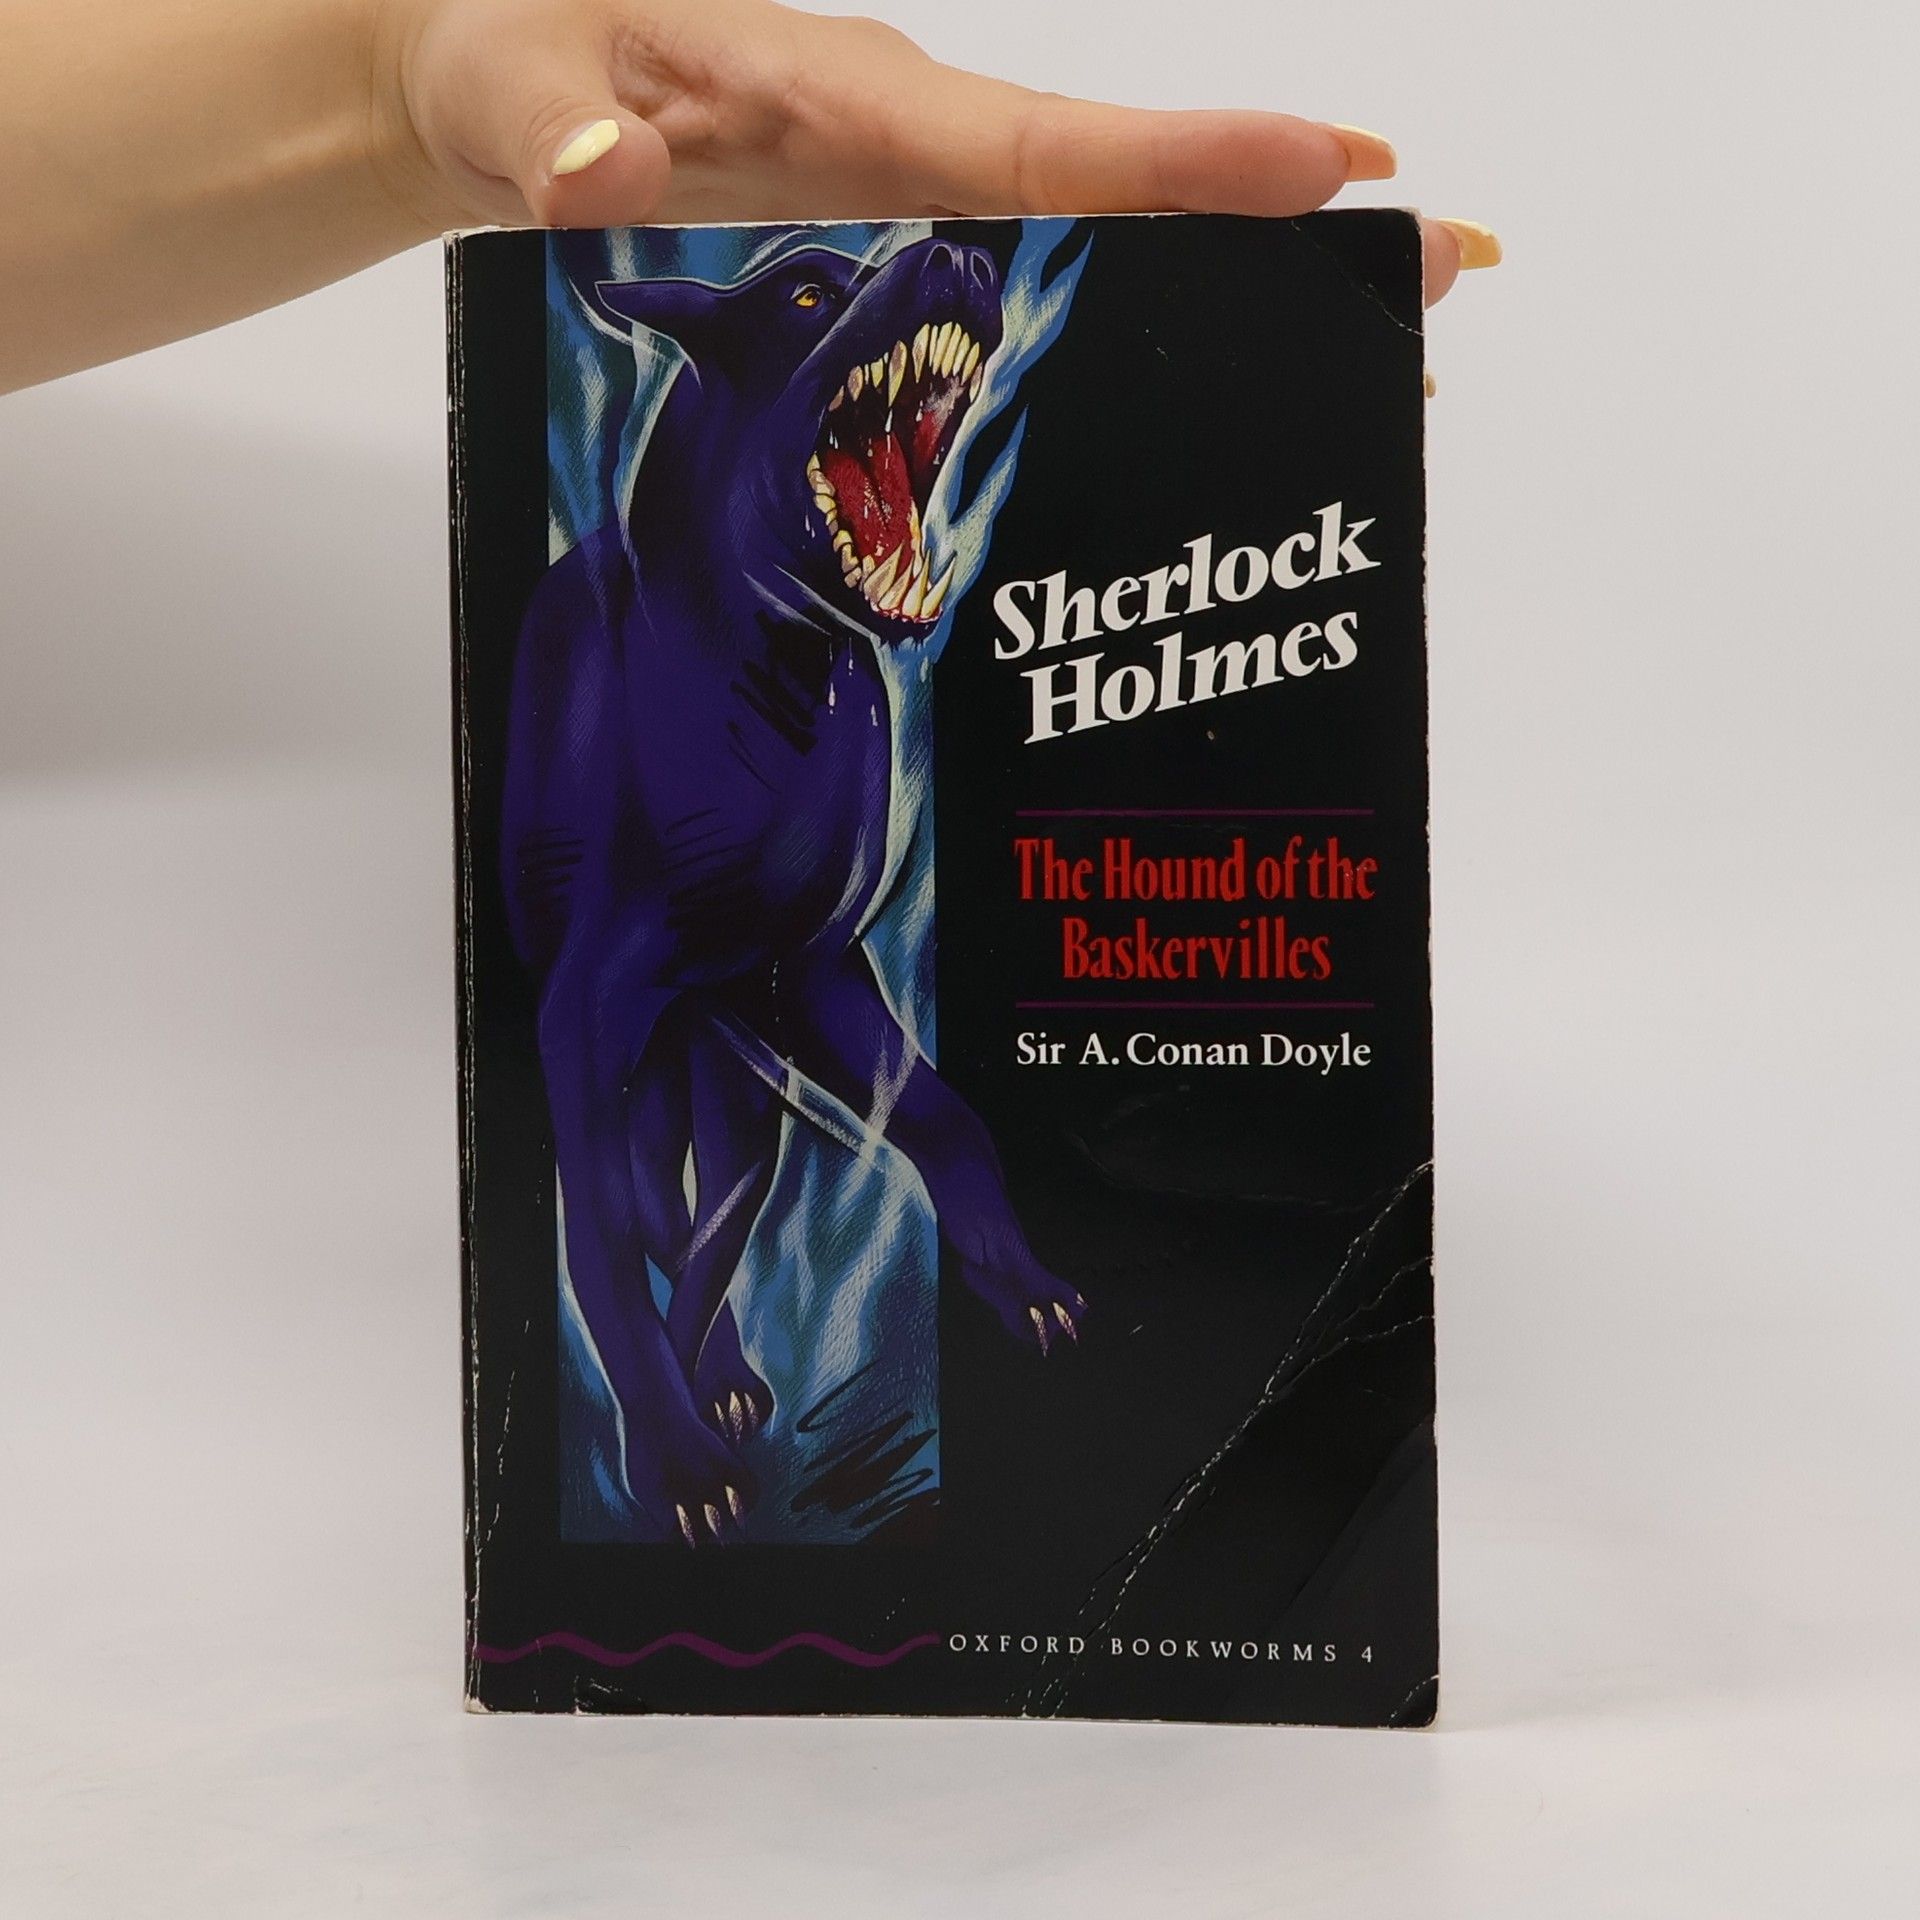 Sherlock
Holmes
The Hound of the
Baskervilles
Sir A. Conan Doyle
OXFORD BOOKWORMS 4